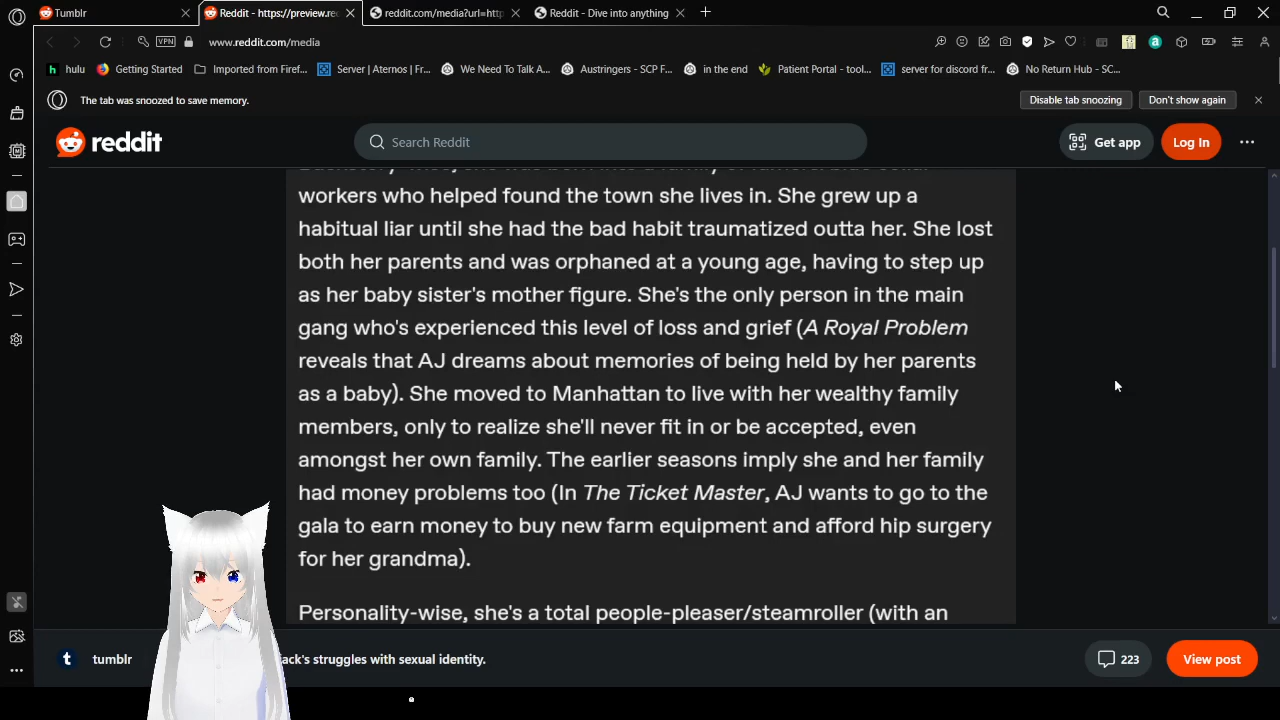 Tumblr
Reddit - https://preview.re
reddit.com/media?url=http
Reddit - Dive into anything
VPN
www.reddit.com/media
hulu
Getting Started
Imported from Firef...
Server | Aternos | Fr...
We Need To Talk A...
Austringers - SCP F...
in the end
Patient Portal - tool...
server for discord fr...
No Return Hub - SC...
The tab was snoozed to save memory.
Disable tab snoozing
Don't show again
reddit
Search Reddit
Get app
Log In
workers who helped found the town she lives in. She grew up a
habitual liar until she had the bad habit traumatized outta her. She lost
both her parents and was orphaned at a young age, having to step up
as her baby sister's mother figure. She's the only person in the main
gang who's experienced this level of loss and grief (A Royal Problem
reveals that AJ dreams about memories of being held by her parents
as a baby). She moved to Manhattan to live with her wealthy family
members, only to realize she'll never fit in or be accepted, even
amongst her own family. The earlier seasons imply she and her family
had money problems too (In The Ticket Master, AJ wants to go to the
gala to earn money to buy new farm equipment and afford hip surgery
for her grandma).
Personality-wise, she's a total people-pleaser/steamroller (with an
tumblr
ack's struggles with sexual identity.
223
View post